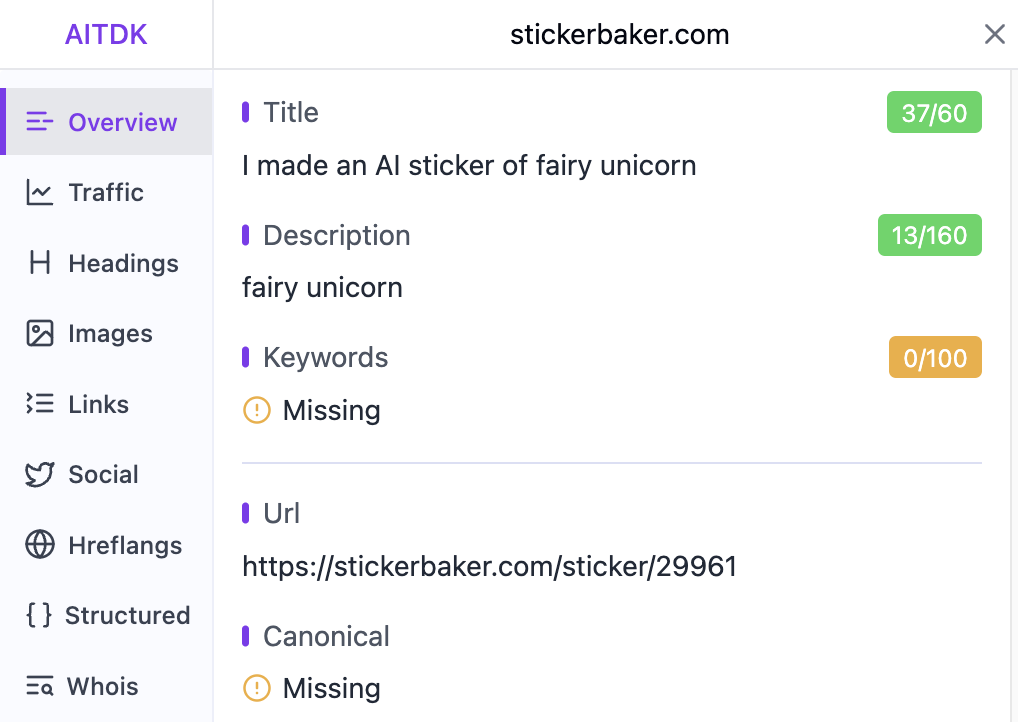 AITDK
stickerbaker.com
Overview
Traffic
Headings
Images
Links
Social
Hreflangs
Structured
Whois
Title
37/60
I made an AI sticker of fairy unicorn
Description
13/160
fairy unicorn
Keywords
0/100
Missing
Url
https://stickerbaker.com/sticker/29961
Canonical
Missing